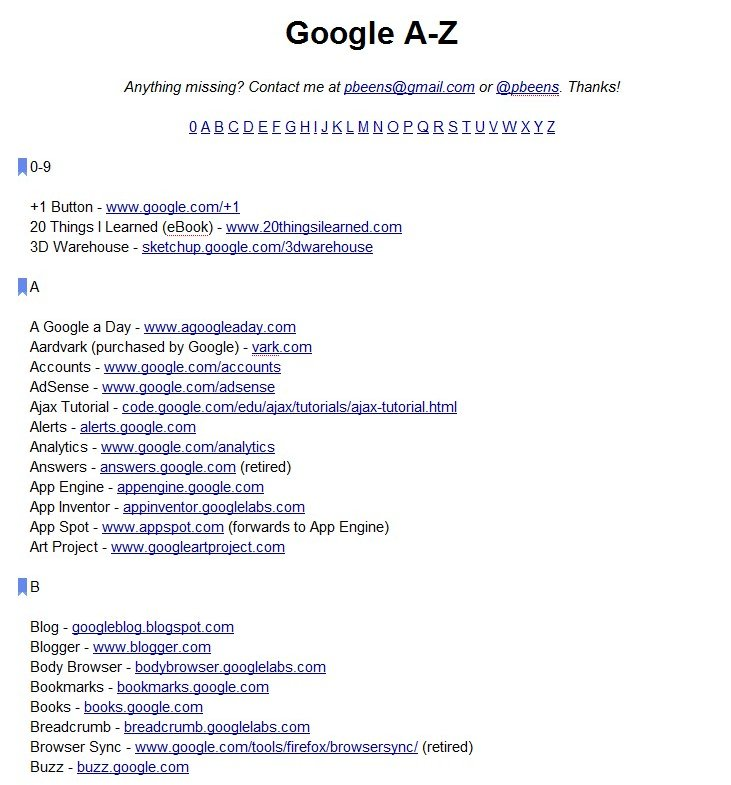 Google A-Z
Anything missing? Contact me at pbeens@gmail.com or @pbeens. Thanks!
0 A B C D E F G H I J K L M N O P Q R S T U V W X Y Z
0-9
+1 Button - www.google.com/+1
20 Things I Learned (eBook) - www.20thingsilearned.com
3D Warehouse - sketchup.google.com/3dwarehouse
A
A Google a Day - www.agoogleaday.com
Aardvark (purchased by Google) - vark.com
Accounts - www.google.com/accounts
AdSense - www.google.com/adsense
Ajax Tutorial - code.google.com/edu/ajax/tutorials/ajax-tutorial.html
Alerts - alerts.google.com
Analytics - www.google.com/analytics
Answers - answers.google.com (retired)
App Engine - appengine.google.com
App Inventor - appinventor.googlelabs.com
App Spot - www.appspot.com (forwards to App Engine)
Art Project - www.googleartproject.com
B
Blog - googleblog.blogspot.com
Blogger - www.blogger.com
Body Browser - bodybrowser.googlelabs.com
Bookmarks - bookmarks.google.com
Books - books.google.com
Breadcrumb - breadcrumb.googlelabs.com
Browser Sync - www.google.com/tools/firefox/browsersync/ (retired)
Buzz - buzz.google.com